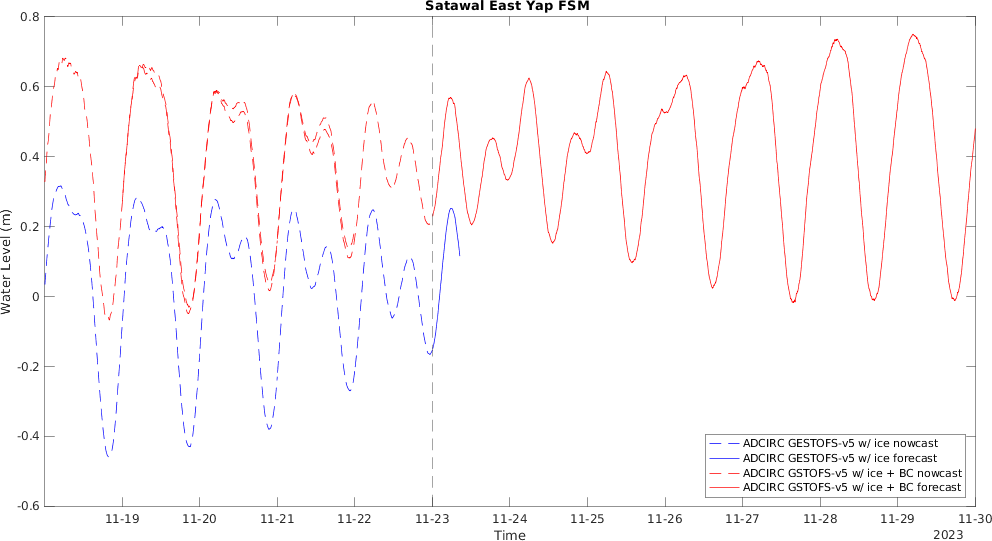 Satawal East Yap FSM
Water Level (m)
0.8
0.6
0.4
0.2
0
-0.2
-0.4
-0.6
ADCIRC GESTOFS-v5 w/ ice nowcast
ADCIRC GESTOFS-v5 w/ ice forecast
ADCIRC GSTOFS-v5 w/ ice + BC nowcast
ADCIRC GSTOFS-v5 w/ ice + BC forecast
11-19 11-20 11-21 11-22 11-23 11-24 11-25 11-26 11-27 11-28 11-29 11-30
Time
2023